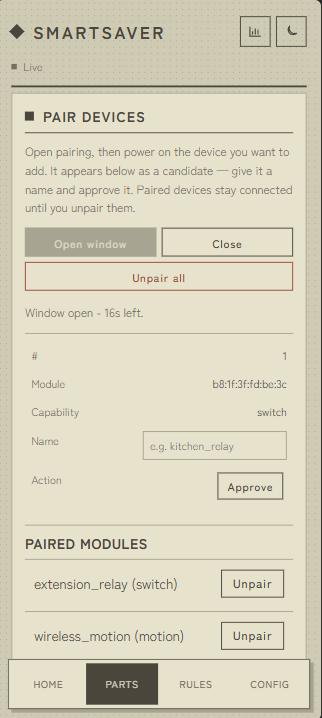 SMARTSAVER
Live
PAIR DEVICES
Open pairing, then power on the device you want to
add. It appears below as a candidate — give it a
name and approve it. Paired devices stay connected
until you unpair them.
Open window
Close
Unpair all
Window open - 16s left.
# 1
Module b8:1f:3f:fd:be:3c
Capability switch
Name e.g. kitchen_relay
Action Approve
PAIRED MODULES
extension_relay (switch) Unpair
wireless_motion (motion) Unpair
HOME PARTS RULES CONFIG